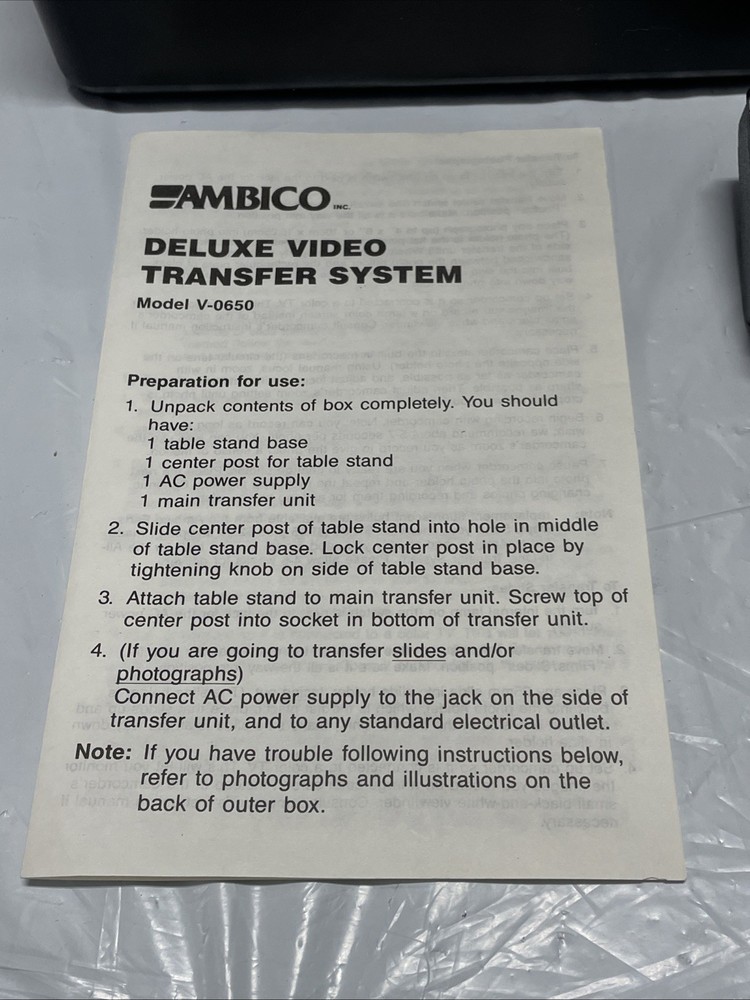 AMBICO INC.
DELUXE VIDEO
TRANSFER SYSTEM
Model V-0650
Preparation for use:
1. Unpack contents of box completely. You should
have:
1 table stand base
1 center post for table stand
1 AC power supply
1 main transfer unit
2. Slide center post of table stand into hole in middle
of table stand base. Lock center post in place by
tightening knob on side of table stand base.
3. Attach table stand to main transfer unit. Screw top of
center post into socket in bottom of transfer unit.
4. (If you are going to transfer slides and/or
photographs)
Connect AC power supply to the jack on the side of
transfer unit, and to any standard electrical outlet.
Note: If you have trouble following instructions below,
refer to photographs and illustrations on the
back of outer box.